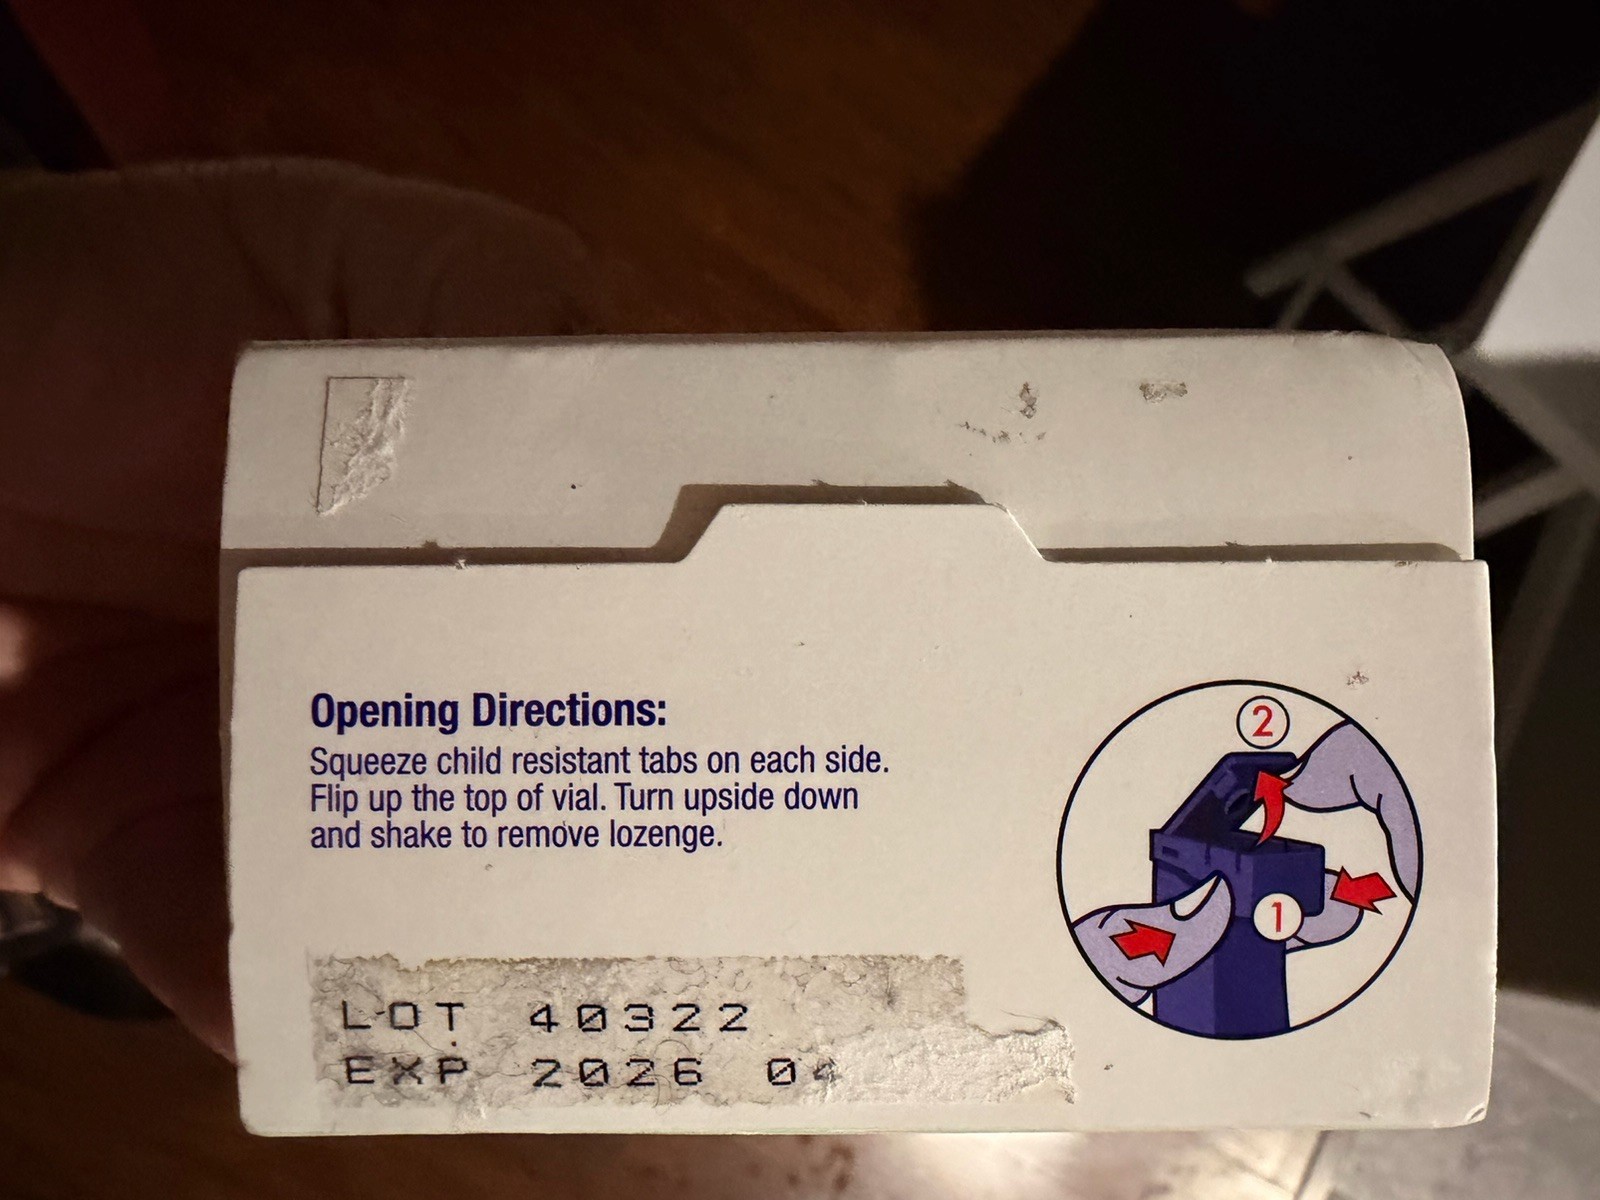 Opening Directions:
Squeeze child resistant tabs on each side.
Flip up the top of vial. Turn upside down
and shake to remove lozenge.
2
1
LOT 40322
EXP 2026 04